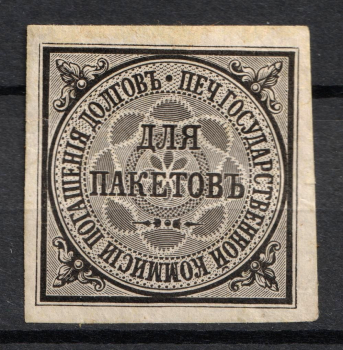 ПЕЧ. ГОСУДАРСТВЕННОЙ КОММИСІИ ПОГАШЕНІЯ ДОЛГОВЪ •
ДЛЯ
ПАКЕТОВЪ